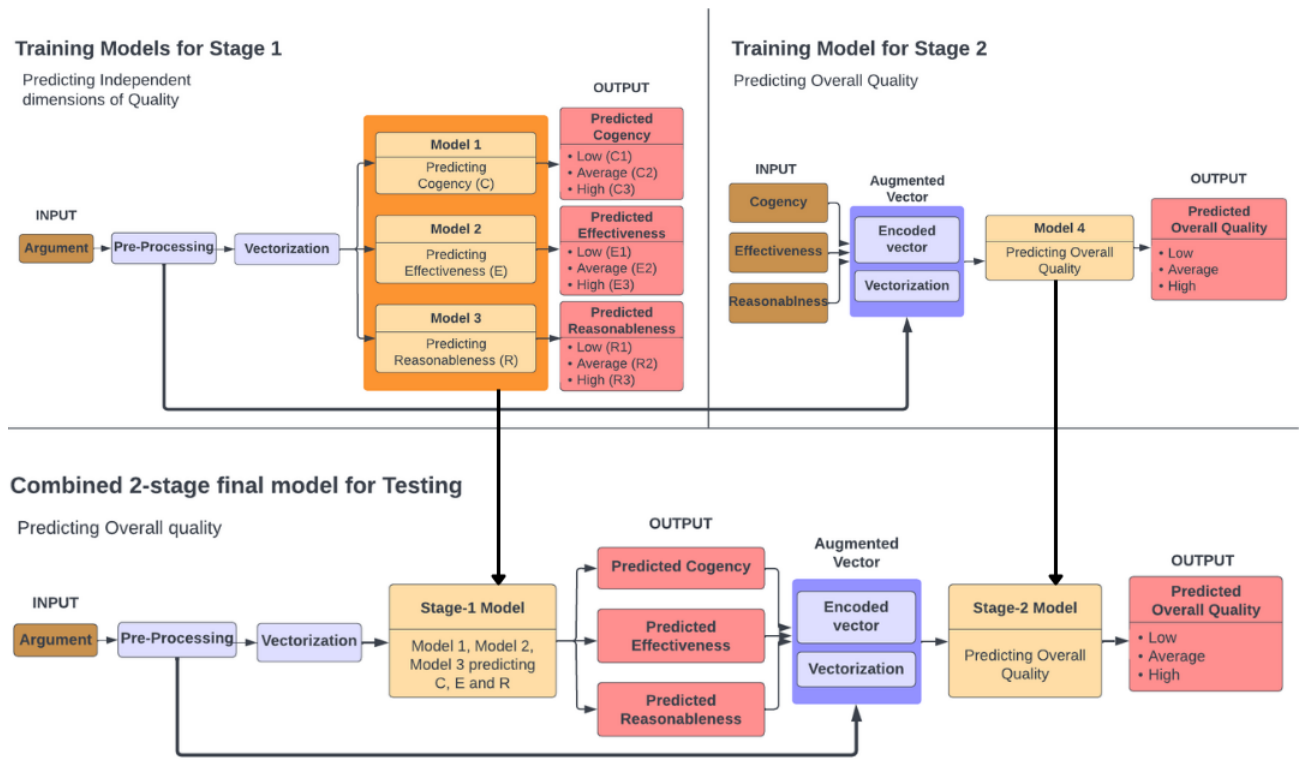 Training Models for Stage 1
Predicting Independent
dimensions of Quality
INPUT
Argument
Pre-Processing
Vectorization
Model 1
Predicting
Cogency (C)
Model 2
Predicting
Effectiveness (E)
Model 3
Predicting
Reasonableness (R)
OUTPUT
Predicted
Cogency
• Low (C1)
• Average (C2)
• High (C3)
Predicted
Effectiveness
• Low (E1)
• Average (E2)
• High (E3)
Predicted
Reasonableness
• Low (R1)
• Average (R2)
• High (R3)
Training Model for Stage 2
Predicting Overall Quality
INPUT
Cogency
Effectiveness
Reasonablness
Augmented
Vector
Encoded
vector
Vectorization
Model 4
Predicting Overall
Quality
OUTPUT
Predicted
Overall Quality
• Low
• Average
• High
Combined 2-stage final model for Testing
Predicting Overall quality
INPUT
Argument
Pre-Processing
Vectorization
Stage-1 Model
Model 1, Model 2,
Model 3 predicting
C, E and R
OUTPUT
Predicted Cogency
Predicted
Effectiveness
Predicted
Reasonableness
Augmented
Vector
Encoded
vector
Vectorization
Stage-2 Model
Predicting Overall
Quality
OUTPUT
Predicted
Overall Quality
• Low
• Average
• High